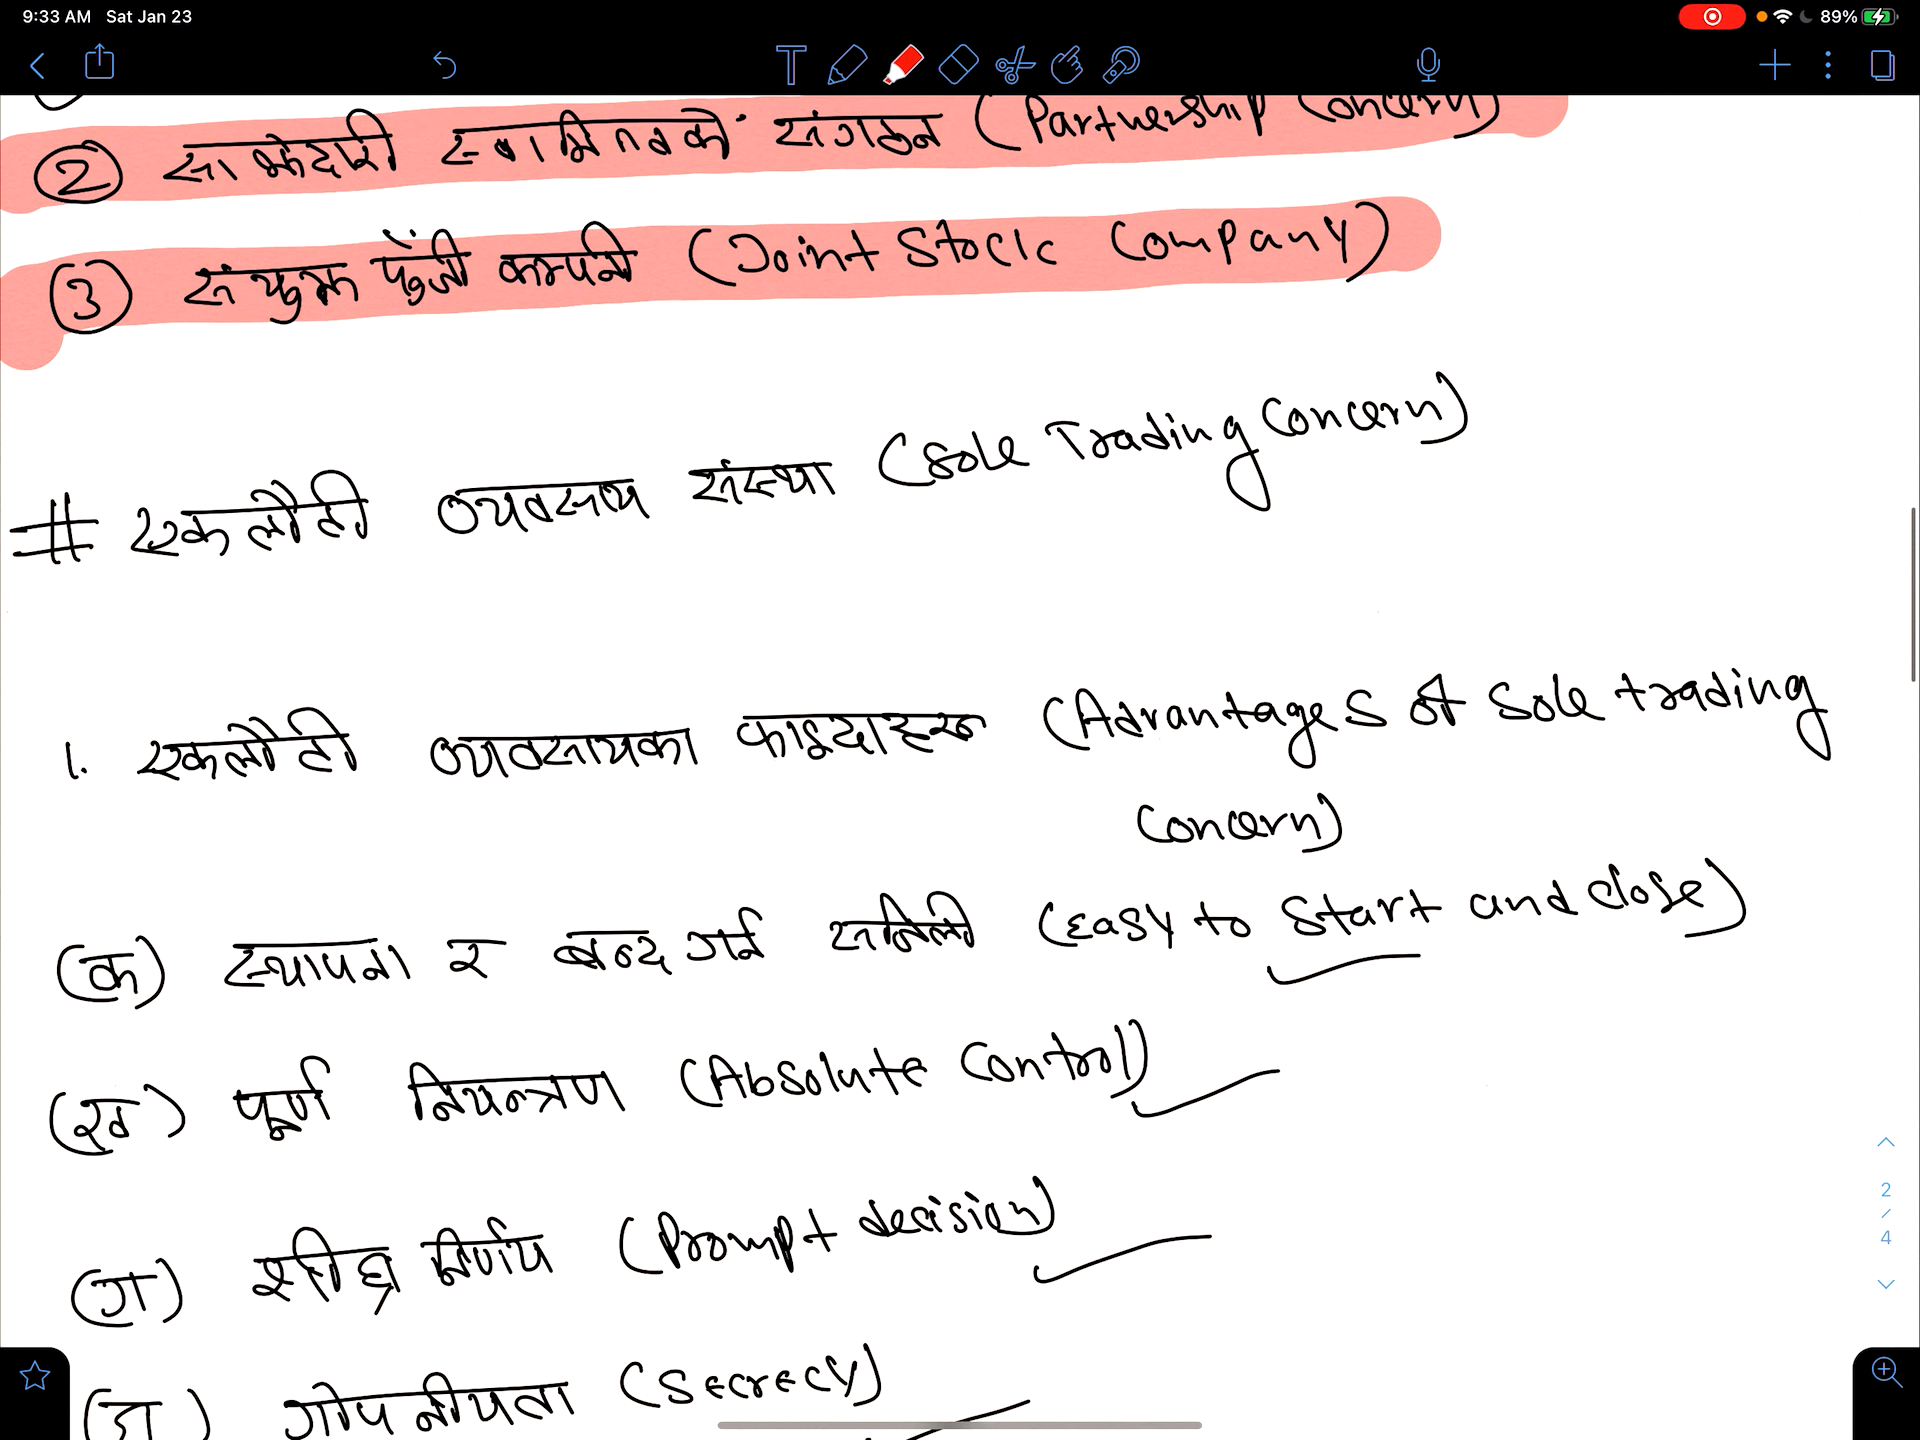 9:33 AM Sat Jan 23
89%
② साझेदारी स्वामित्वको संगठन (Partnership Concern)
③ संयुक्त पूँजी कम्पनी (Joint Stock Company)
# एकलौटी व्यवसाय संस्था (Sole Trading Concern)
1. एकलौटी व्यवसायका फाइदाहरू (Advantages of Sole trading
Concern)
(क) स्थापना र बन्द गर्न सजिलो (Easy to Start and close)
(ख) पूर्ण नियन्त्रण (Absolute Control)
(ग) शीघ्र निर्णय (Prompt decision)
गोपनीयता (Secrecy)
2
/
4